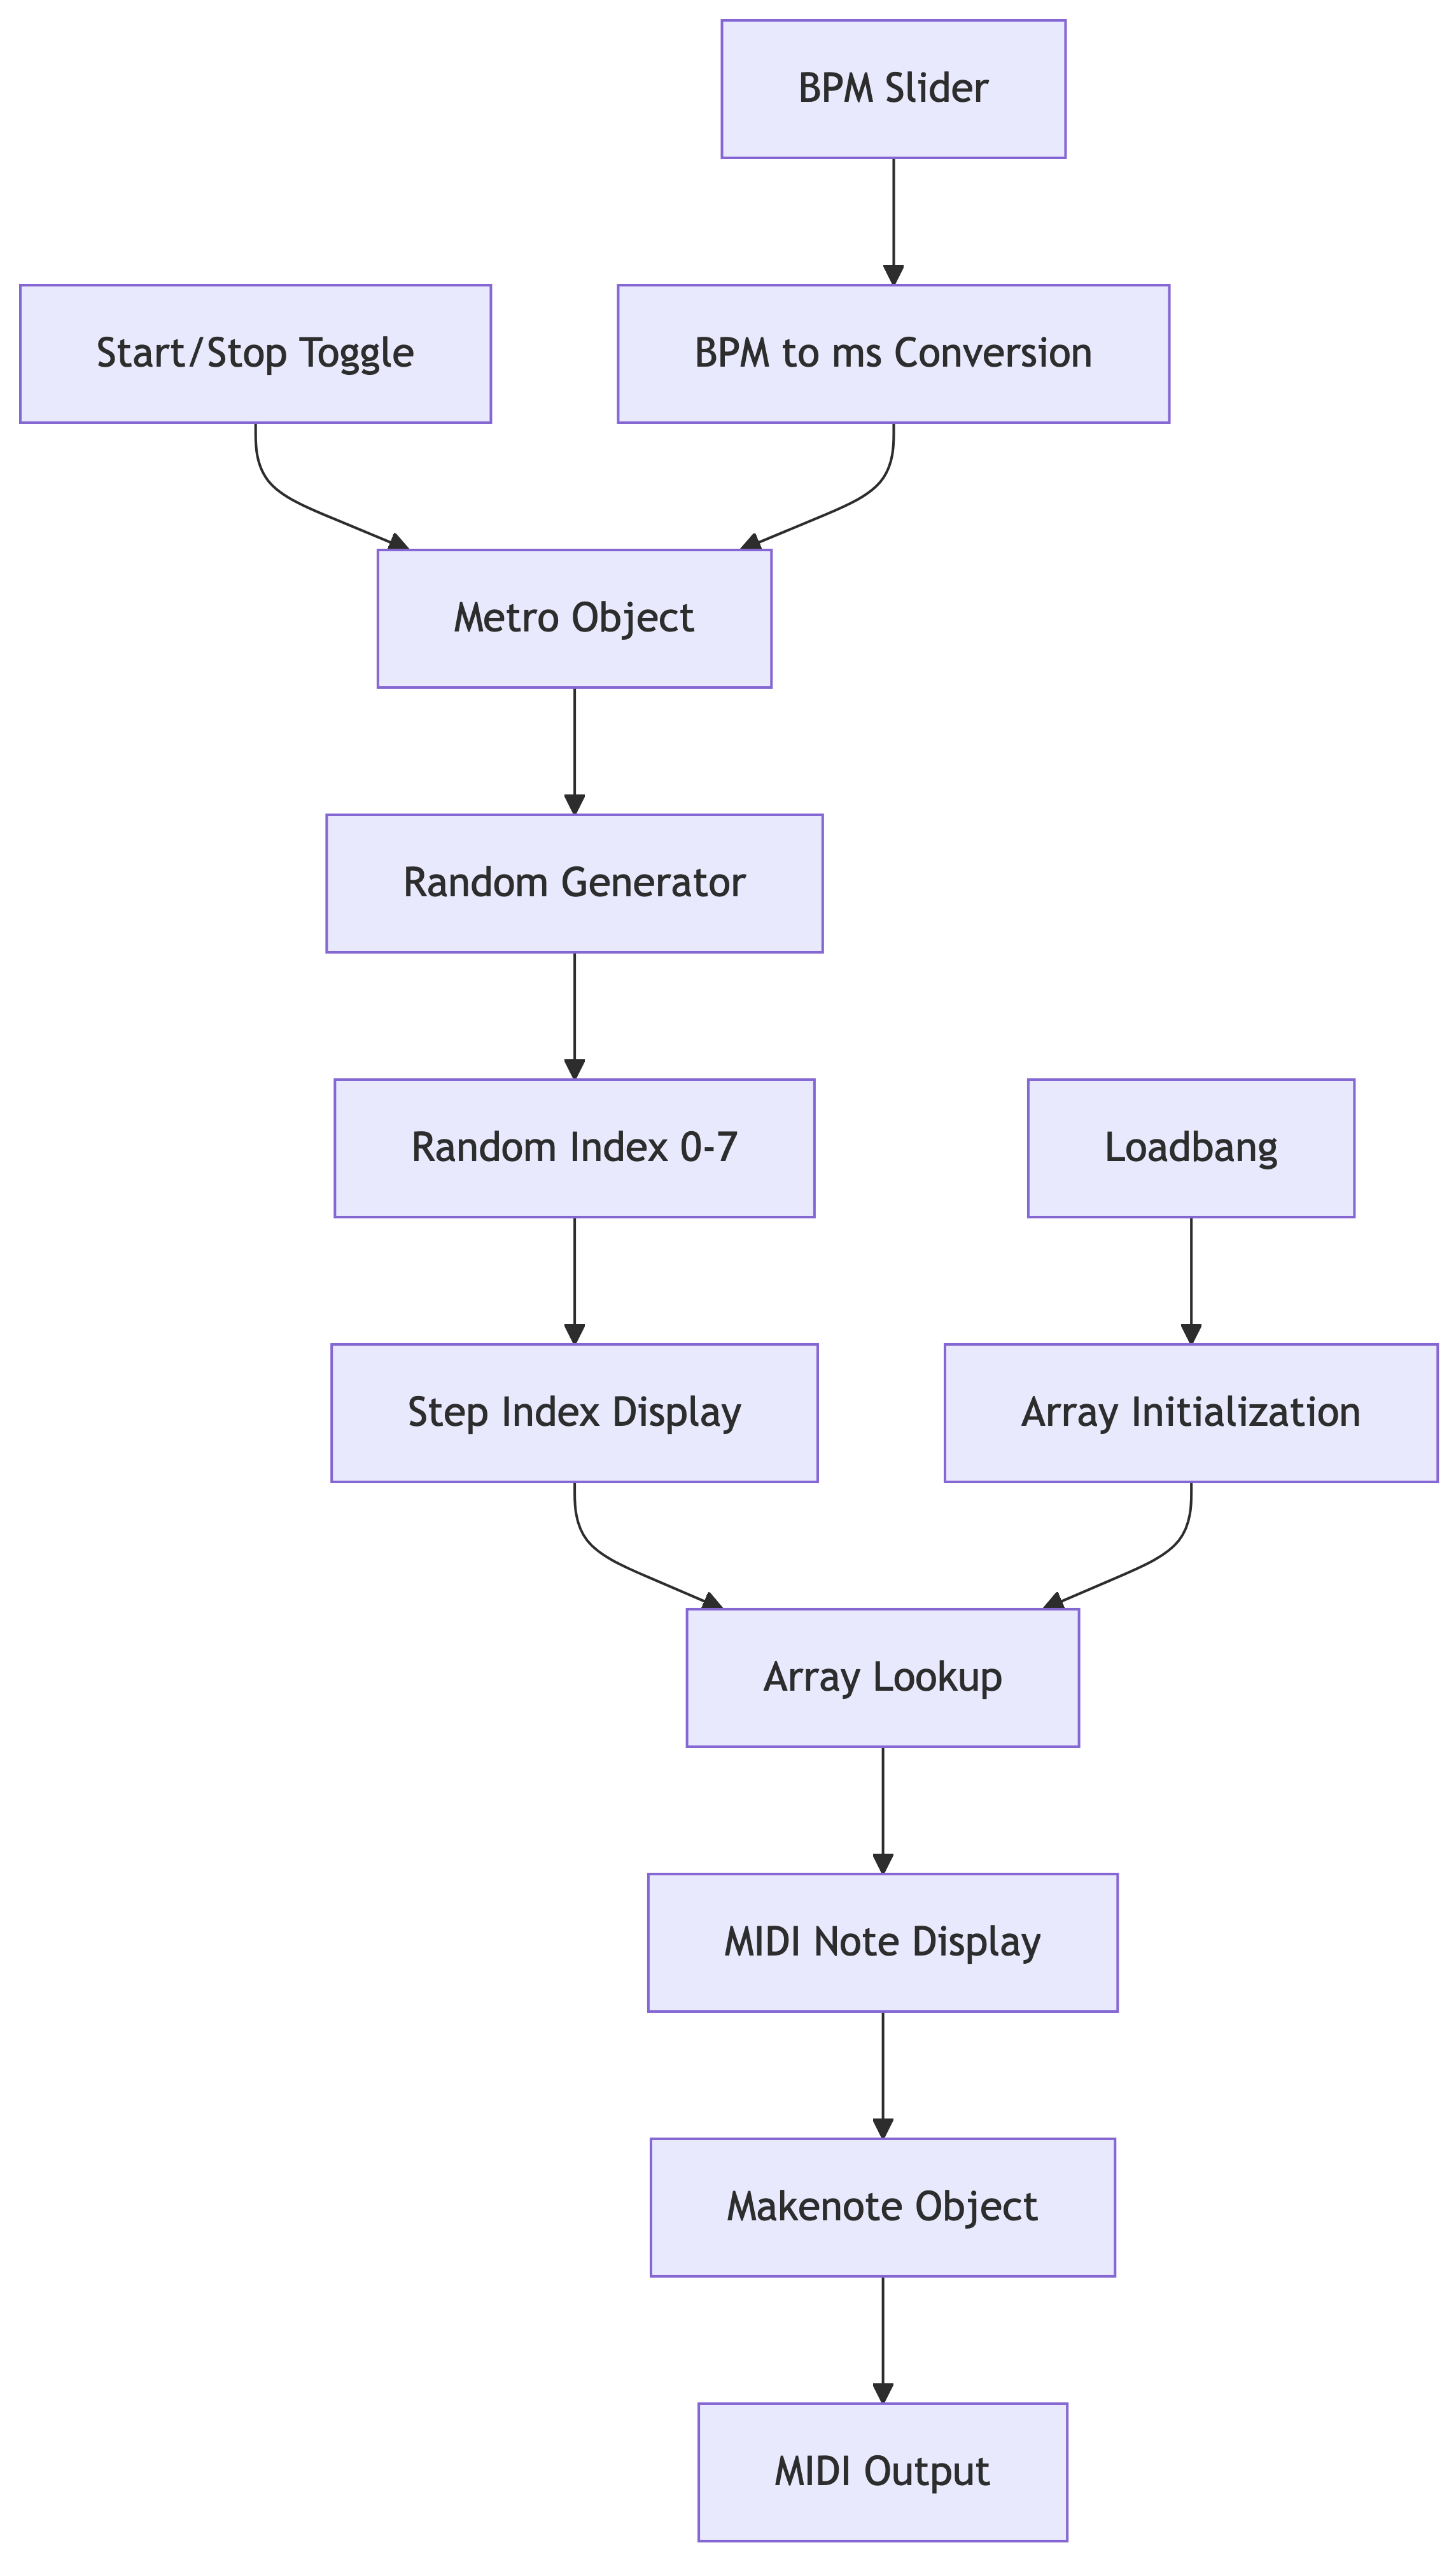 BPM Slider
Start/Stop Toggle
BPM to ms Conversion
Metro Object
Random Generator
Random Index 0-7
Loadbang
Step Index Display
Array Initialization
Array Lookup
MIDI Note Display
Makenote Object
MIDI Output